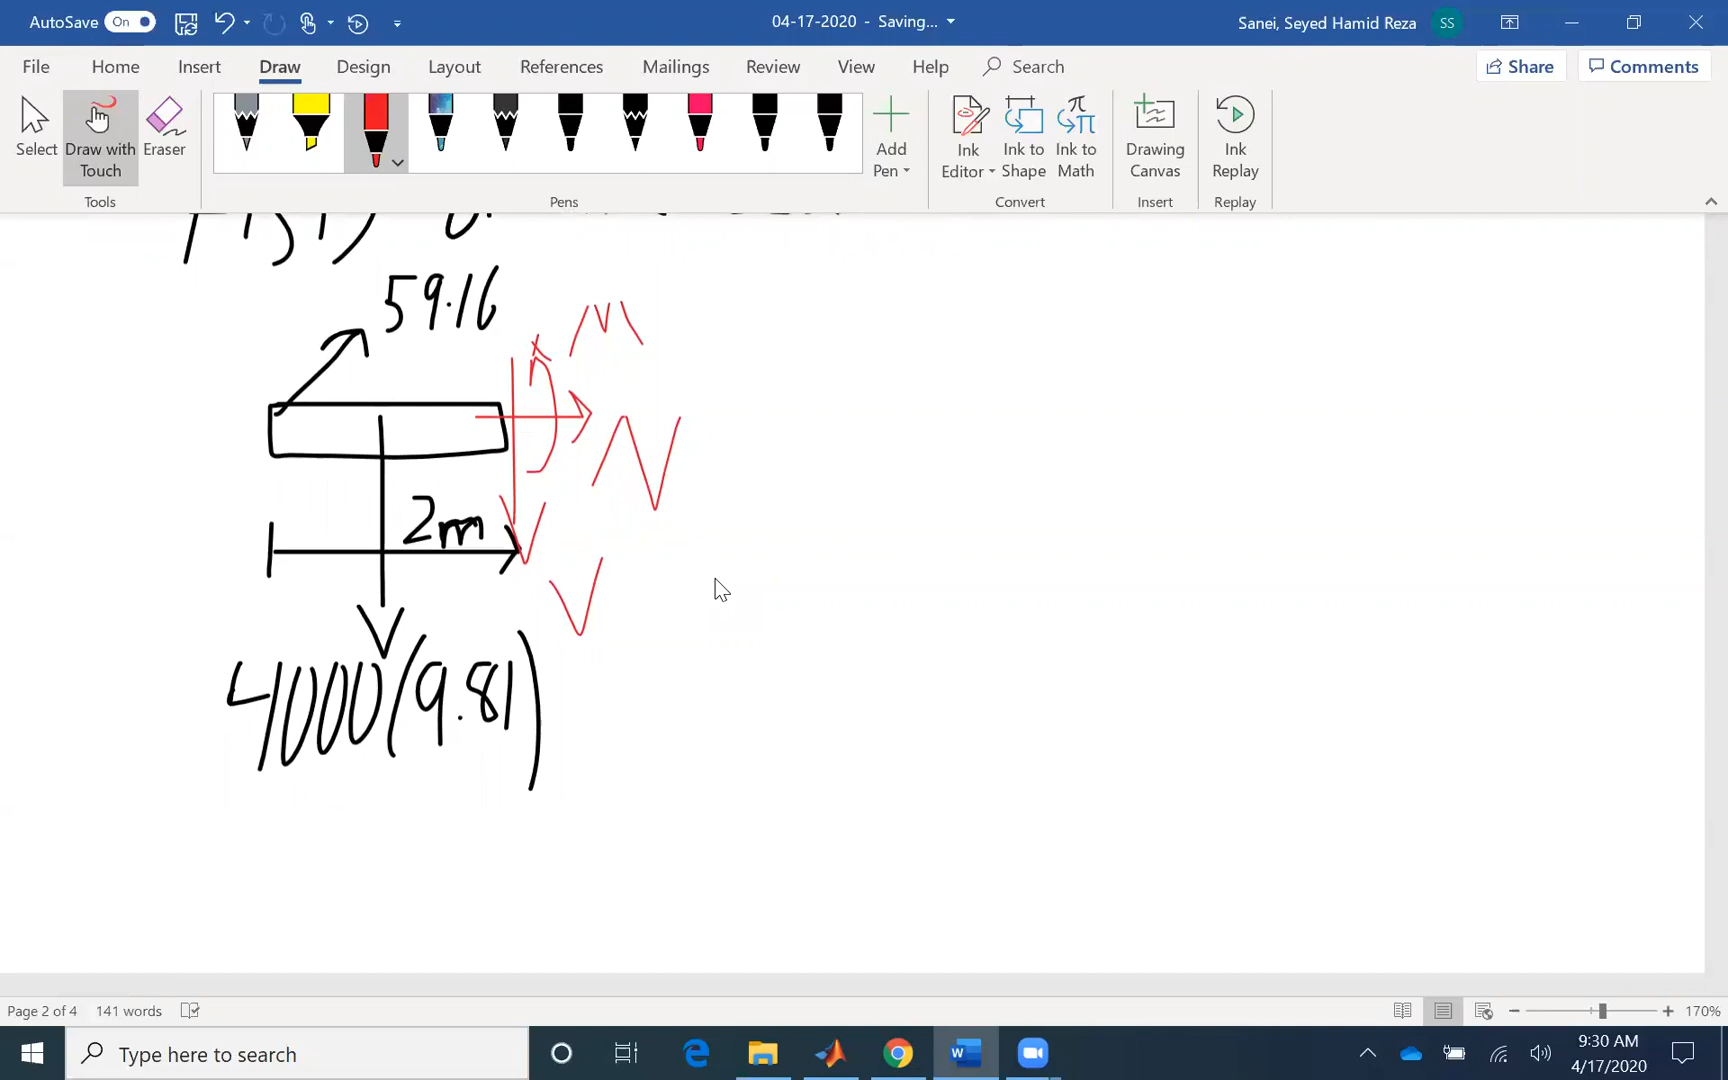 AutoSave On 04-17-2020 - Saving... Sanei, Seyed Hamid Reza SS
File Home Insert Draw Design Layout References Mailings Review View Help Search Share Comments
Select Draw with Touch Eraser Add Pen Ink Editor Ink to Shape Ink to Math Drawing Canvas Ink Replay
Tools Pens Convert Insert Replay
59.16
M
N
2m
V
4000(9.81)
Page 2 of 4 141 words 170%
Type here to search 9:30 AM
4/17/2020